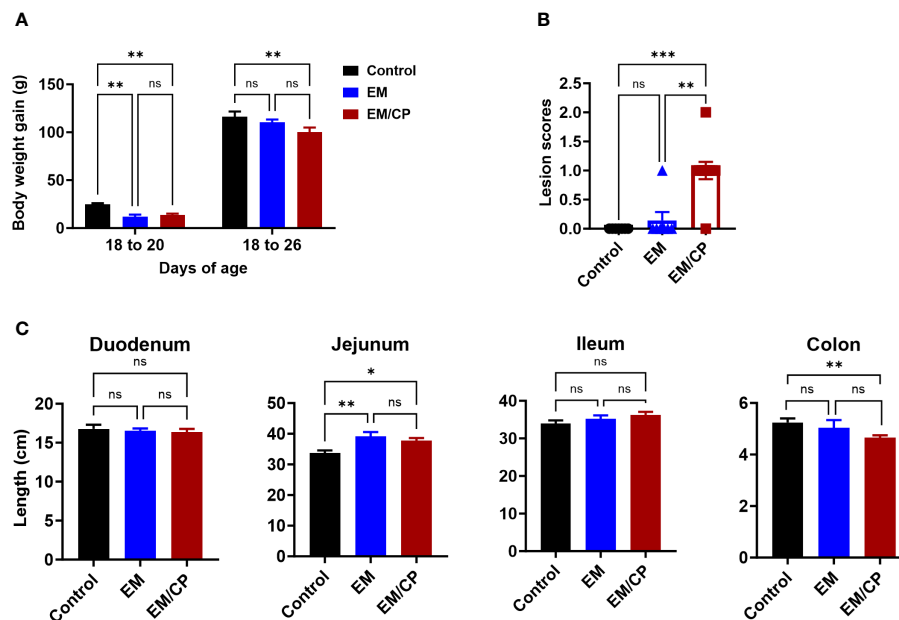 A
** 
** ns
**
ns ns
Control
EM
EM/CP
Body weight gain (g)
150
100
50
0
18 to 20 18 to 26
Days of age
B
***
ns **
Lesion scores
2.5
2.0
1.5
1.0
0.5
0.0
Control EM EM/CP
C
Duodenum
ns
ns ns
Length (cm)
20
15
10
5
0
Control EM EM/CP
Jejunum
*
** ns
50
40
30
20
10
0
Control EM EM/CP
Ileum
ns
ns ns
40
30
20
10
0
Control EM EM/CP
Colon
**
ns ns
6
4
2
0
Control EM EM/CP